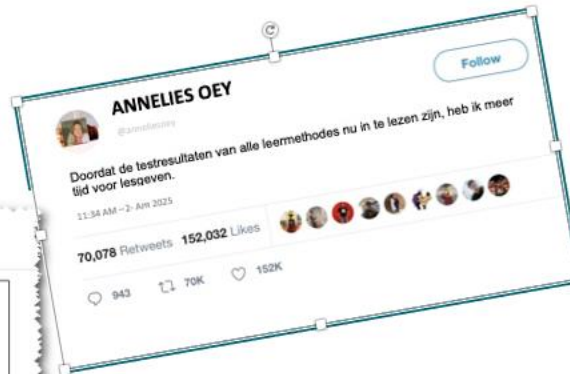 ANNELIES OEY
@anneliesoey
Follow
Doordat de testresultaten van alle leermethodes nu in te lezen zijn, heb ik meer
tijd voor lesgeven.
11:34 AM – 2- Am 2025
70,078 Retweets 152,032 Likes
943 70K 152K